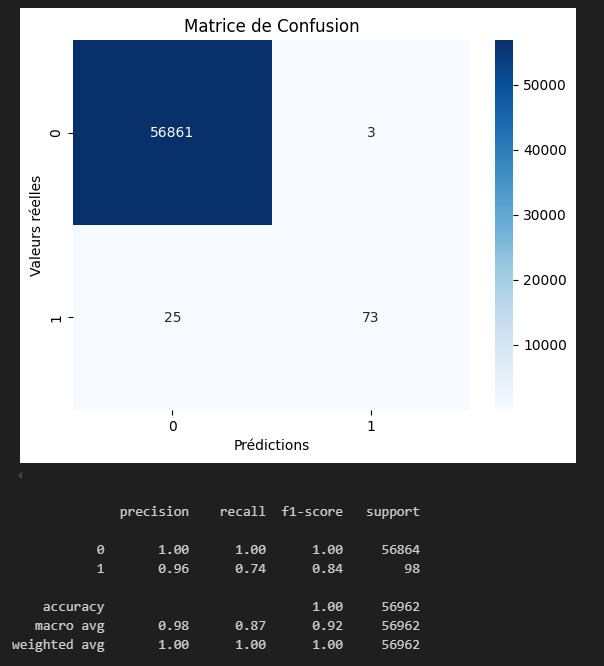 Matrice de Confusion
0 56861 3
1 25 73
0 1
Valeurs réelles
Prédictions
50000
40000
30000
20000
10000
precision recall f1-score support
0 1.00 1.00 1.00 56864
1 0.96 0.74 0.84 98
accuracy 1.00 56962
macro avg 0.98 0.87 0.92 56962
weighted avg 1.00 1.00 1.00 56962